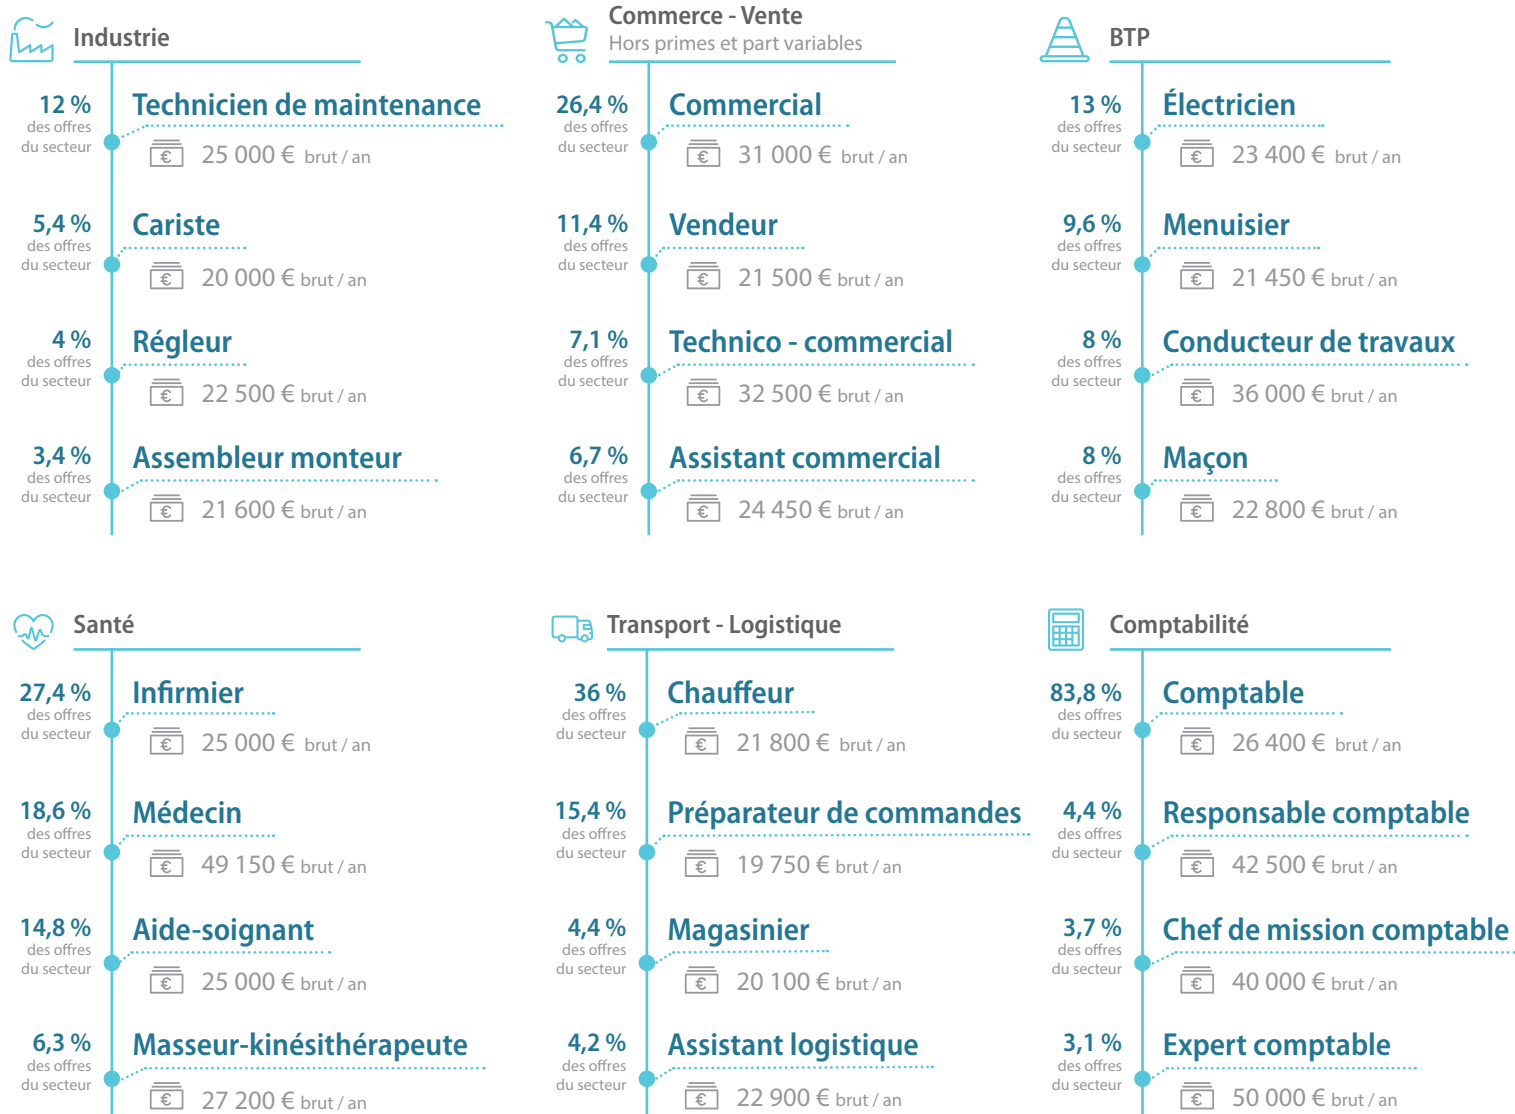 Industrie
12 %
des offres
du secteur
Technicien de maintenance
€ 25 000 € brut / an
5,4 %
des offres
du secteur
Cariste
€ 20 000 € brut / an
4 %
des offres
du secteur
Régleur
€ 22 500 € brut / an
3,4 %
des offres
du secteur
Assembleur monteur
€ 21 600 € brut / an
Commerce - Vente
Hors primes et part variables
26,4 %
des offres
du secteur
Commercial
€ 31 000 € brut / an
11,4 %
des offres
du secteur
Vendeur
€ 21 500 € brut / an
7,1 %
des offres
du secteur
Technico - commercial
€ 32 500 € brut / an
6,7 %
des offres
du secteur
Assistant commercial
€ 24 450 € brut / an
BTP
13 %
des offres
du secteur
Électricien
€ 23 400 € brut / an
9,6 %
des offres
du secteur
Menuisier
€ 21 450 € brut / an
8 %
des offres
du secteur
Conducteur de travaux
€ 36 000 € brut / an
8 %
des offres
du secteur
Maçon
€ 22 800 € brut / an
Santé
27,4 %
des offres
du secteur
Infirmier
€ 25 000 € brut / an
18,6 %
des offres
du secteur
Médecin
€ 49 150 € brut / an
14,8 %
des offres
du secteur
Aide-soignant
€ 25 000 € brut / an
6,3 %
des offres
du secteur
Masseur-kinésithérapeute
€ 27 200 € brut / an
Transport - Logistique
36 %
des offres
du secteur
Chauffeur
€ 21 800 € brut / an
15,4 %
des offres
du secteur
Préparateur de commandes
€ 19 750 € brut / an
4,4 %
des offres
du secteur
Magasinier
€ 20 100 € brut / an
4,2 %
des offres
du secteur
Assistant logistique
€ 22 900 € brut / an
Comptabilité
83,8 %
des offres
du secteur
Comptable
€ 26 400 € brut / an
4,4 %
des offres
du secteur
Responsable comptable
€ 42 500 € brut / an
3,7 %
des offres
du secteur
Chef de mission comptable
€ 40 000 € brut / an
3,1 %
des offres
du secteur
Expert comptable
€ 50 000 € brut / an